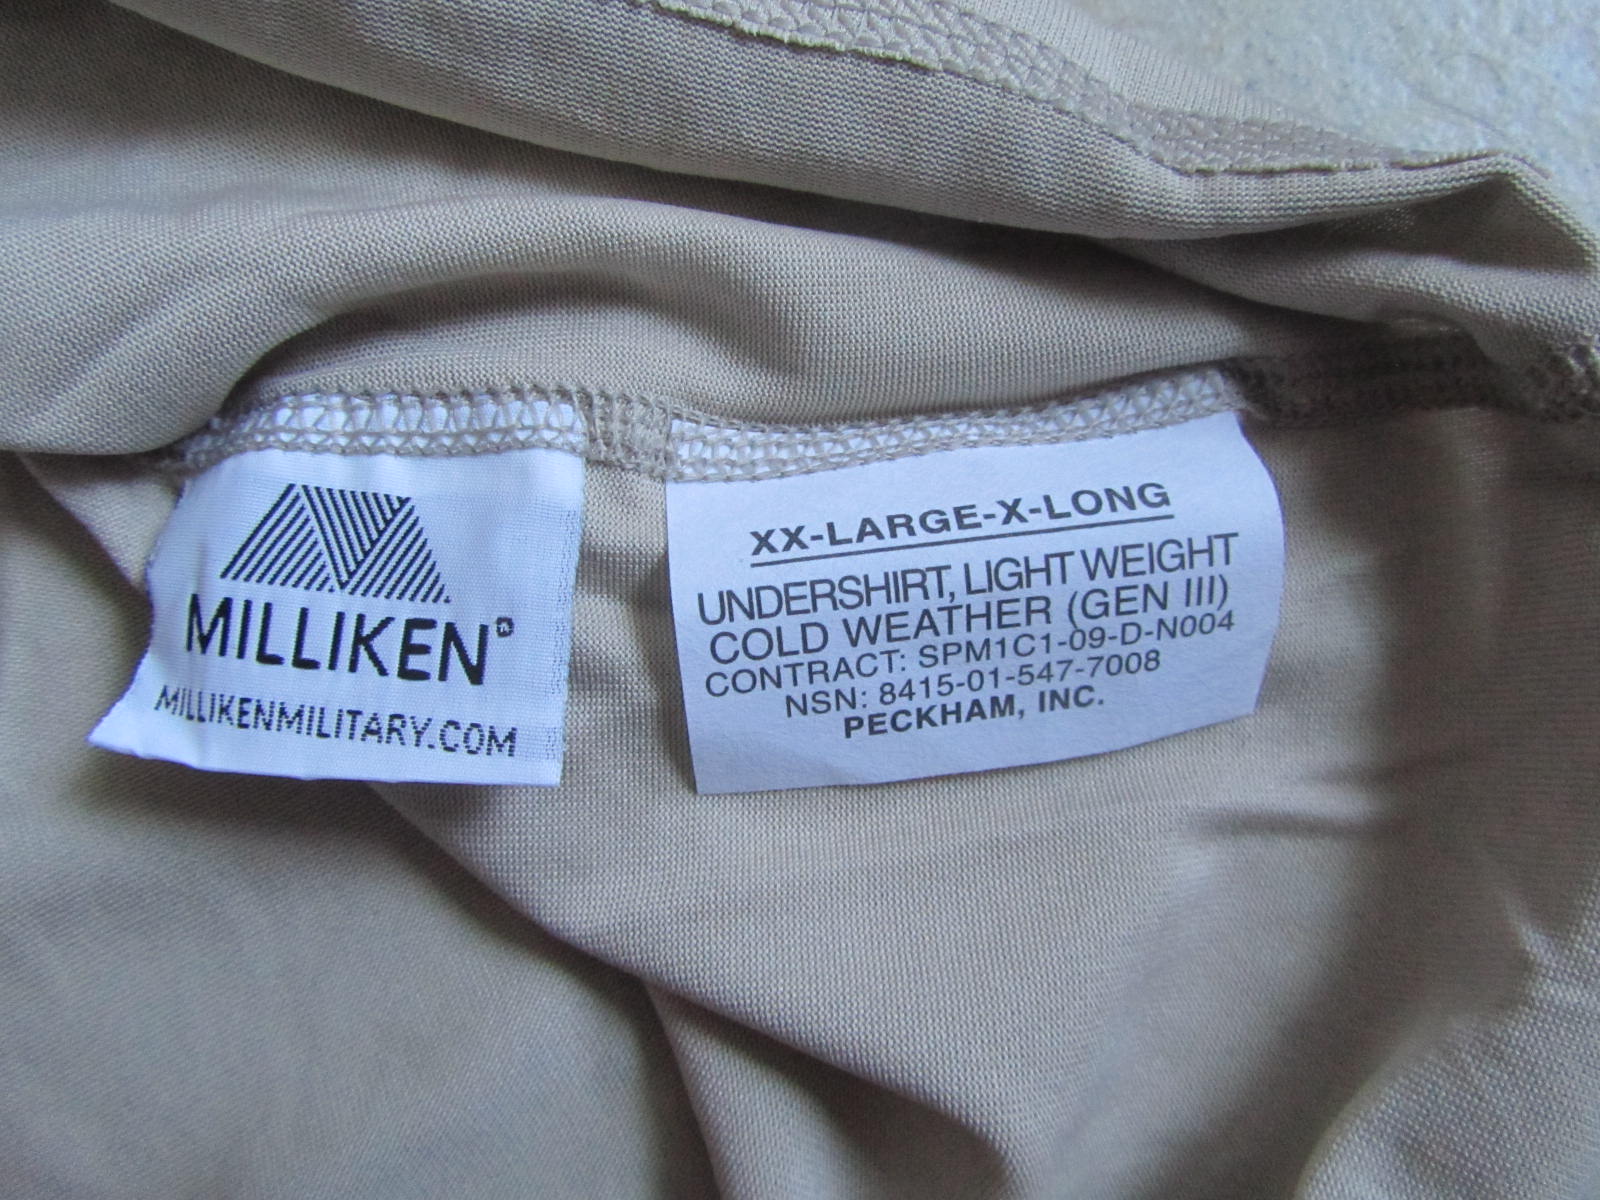 MILLIKEN®
MILLIKENMILITARY.COM
XX-LARGE-X-LONG
UNDERSHIRT, LIGHT WEIGHT
COLD WEATHER (GEN III)
CONTRACT: SPM1C1-09-D-N004
NSN: 8415-01-547-7008
PECKHAM, INC.